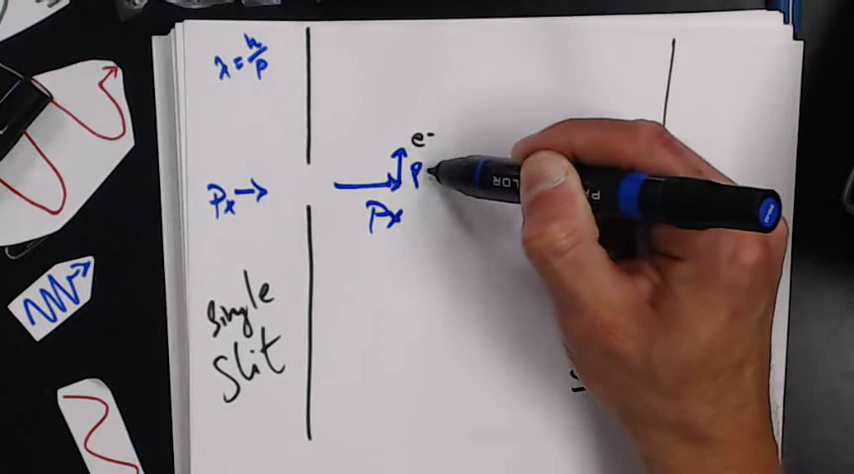 λ = h/p
e⁻
Px →
P
Px
Single
Slit